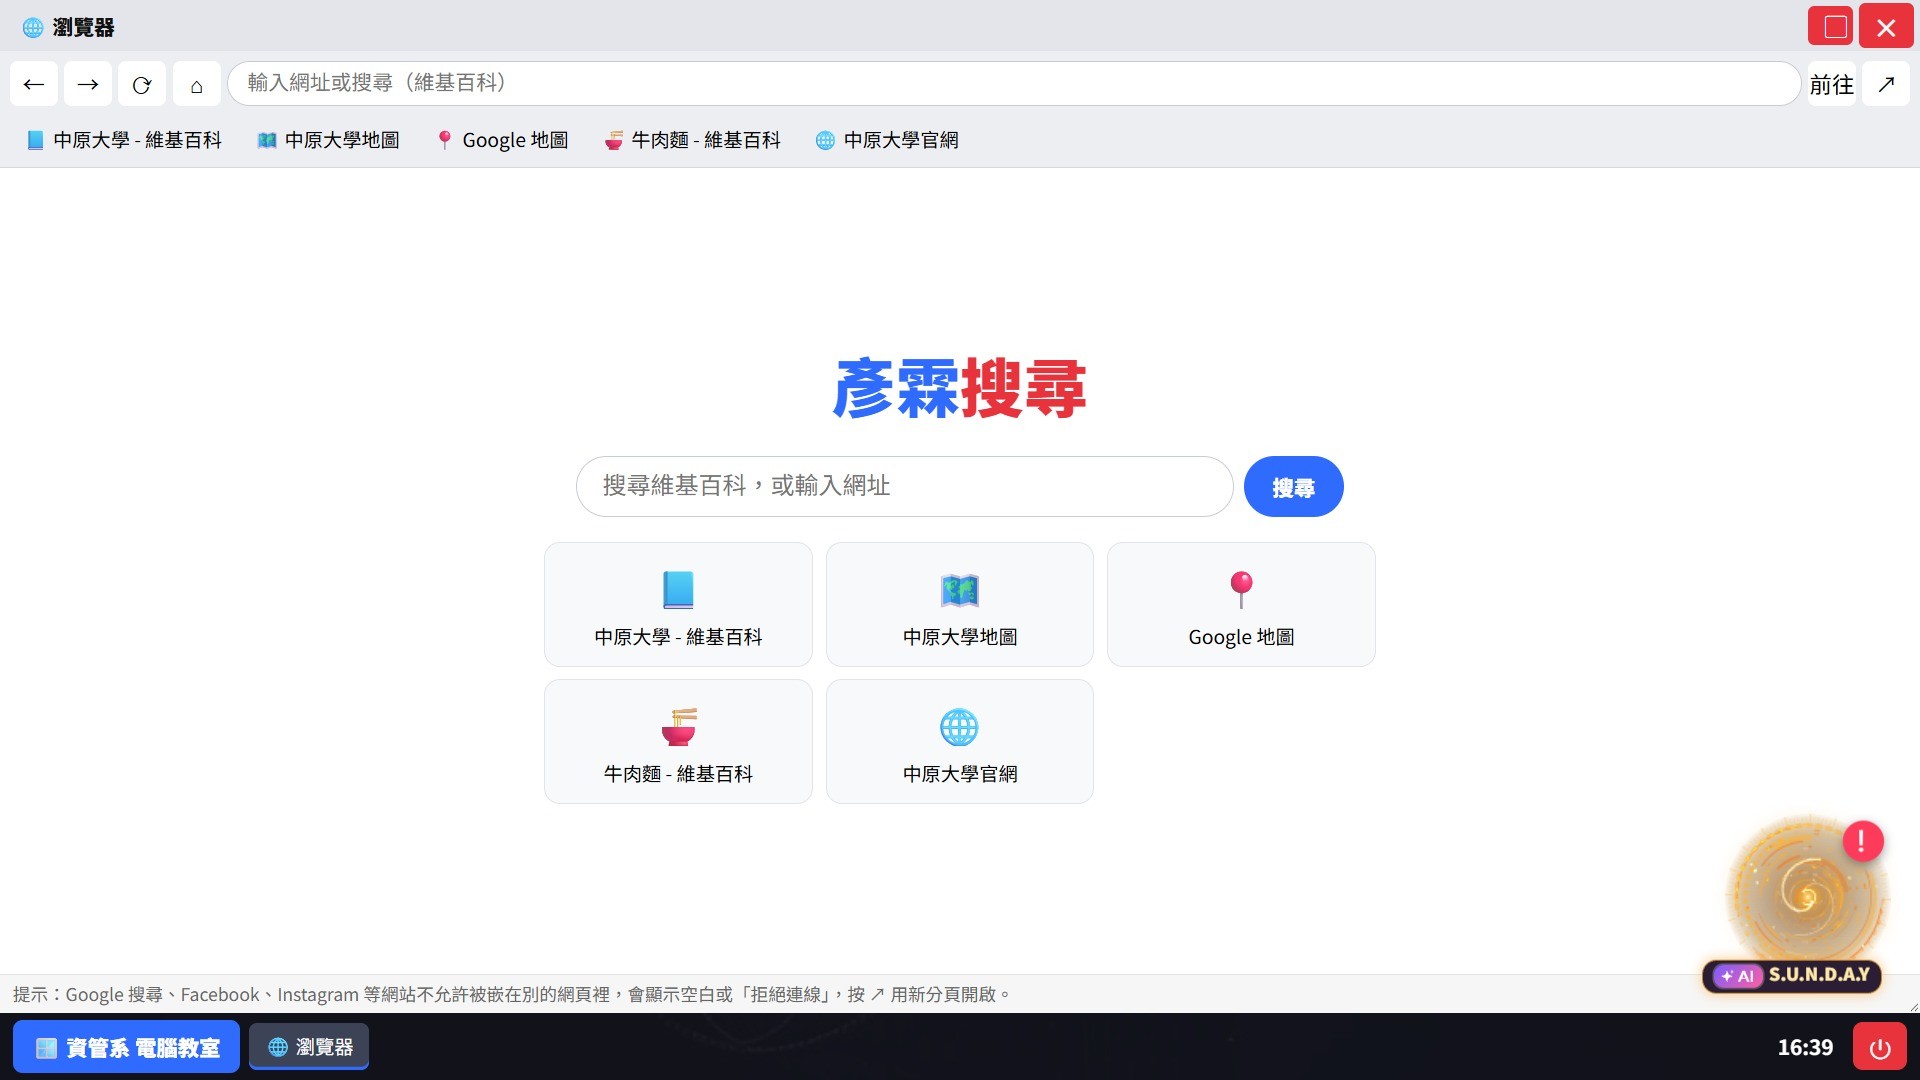 瀏覽器
輸入網址或搜尋（維基百科）
前往
中原大學 - 維基百科
中原大學地圖
Google 地圖
牛肉麵 - 維基百科
中原大學官網
彥霖搜尋
搜尋維基百科，或輸入網址
搜尋
中原大學 - 維基百科
中原大學地圖
Google 地圖
牛肉麵 - 維基百科
中原大學官網
!
AI S.U.N.D.A.Y
提示：Google 搜尋、Facebook、Instagram 等網站不允許被嵌在別的網頁裡，會顯示空白或「拒絕連線」，按 ↗ 用新分頁開啟。
資管系 電腦教室
瀏覽器
16:39